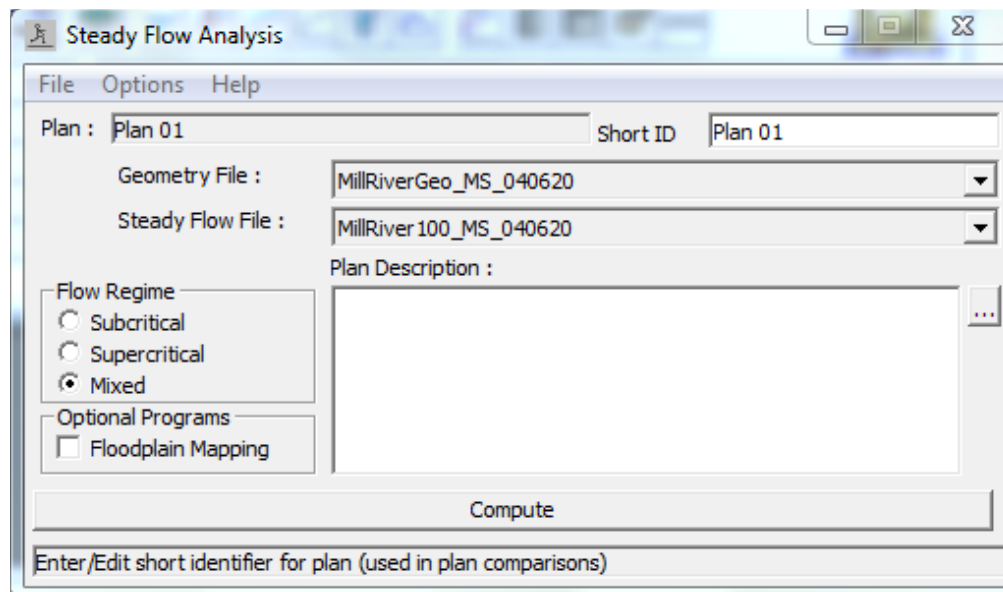 Steady Flow Analysis
File Options Help
Plan : Plan 01 Short ID Plan 01
Geometry File : MillRiverGeo_MS_040620
Steady Flow File : MillRiver100_MS_040620
Plan Description :
Flow Regime
Subcritical
Supercritical
Mixed
...
Optional Programs
Floodplain Mapping
Compute
Enter/Edit short identifier for plan (used in plan comparisons)